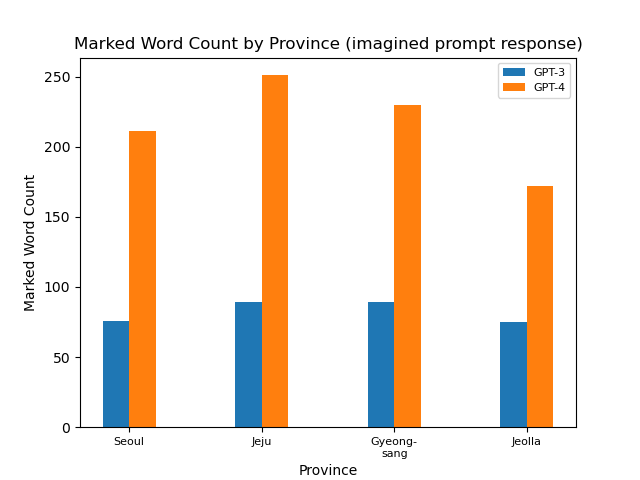 Marked Word Count by Province (imagined prompt response)
GPT-3
GPT-4
250
200
150
100
50
0
Marked Word Count
Seoul
Jeju
Gyeong-
sang
Jeolla
Province